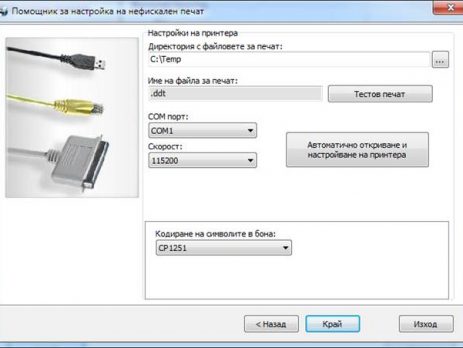 Помощник за настройка на нефискален печат
Настройки на принтера
Директория с файловете за печат:
C:\Temp
...
Име на файла за печат:
.ddt
Тестов печат
COM порт:
COM1
Автоматично откриване и
настройване на принтера
Скорост:
115200
Кодиране на символите в бона:
CP1251
< Назад
Край
Изход